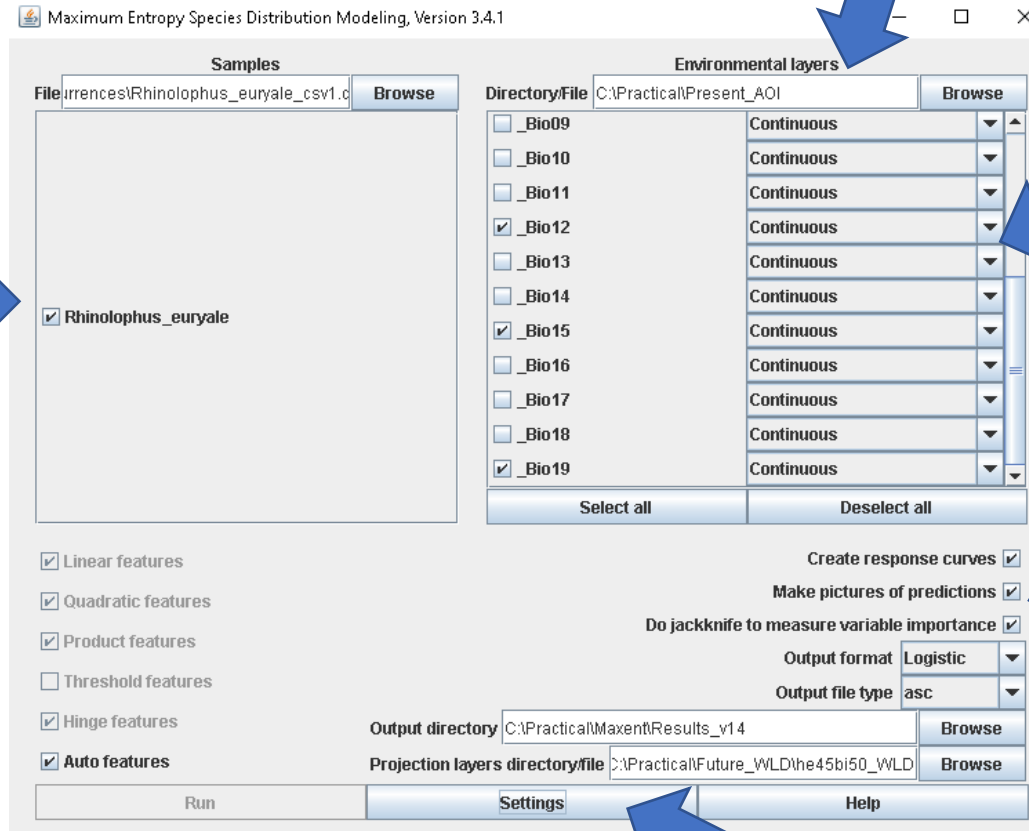 Maximum Entropy Species Distribution Modeling, Version 3.4.1
Samples
File urrences\Rhinolophus_euryale_csv1.c Browse
Rhinolophus_euryale
Environmental layers
Directory/File C:\Practical\Present_AOI Browse
_Bio09 Continuous
_Bio10 Continuous
_Bio11 Continuous
_Bio12 Continuous
_Bio13 Continuous
_Bio14 Continuous
_Bio15 Continuous
_Bio16 Continuous
_Bio17 Continuous
_Bio18 Continuous
_Bio19 Continuous
Select all Deselect all
Linear features
Quadratic features
Product features
Threshold features
Hinge features
Auto features
Create response curves
Make pictures of predictions
Do jackknife to measure variable importance
Output format Logistic
Output file type asc
Output directory C:\Practical\Maxent\Results_v14 Browse
Projection layers directory/file :\Practical\Future_WLD\he45bi50_WLD Browse
Run Settings Help